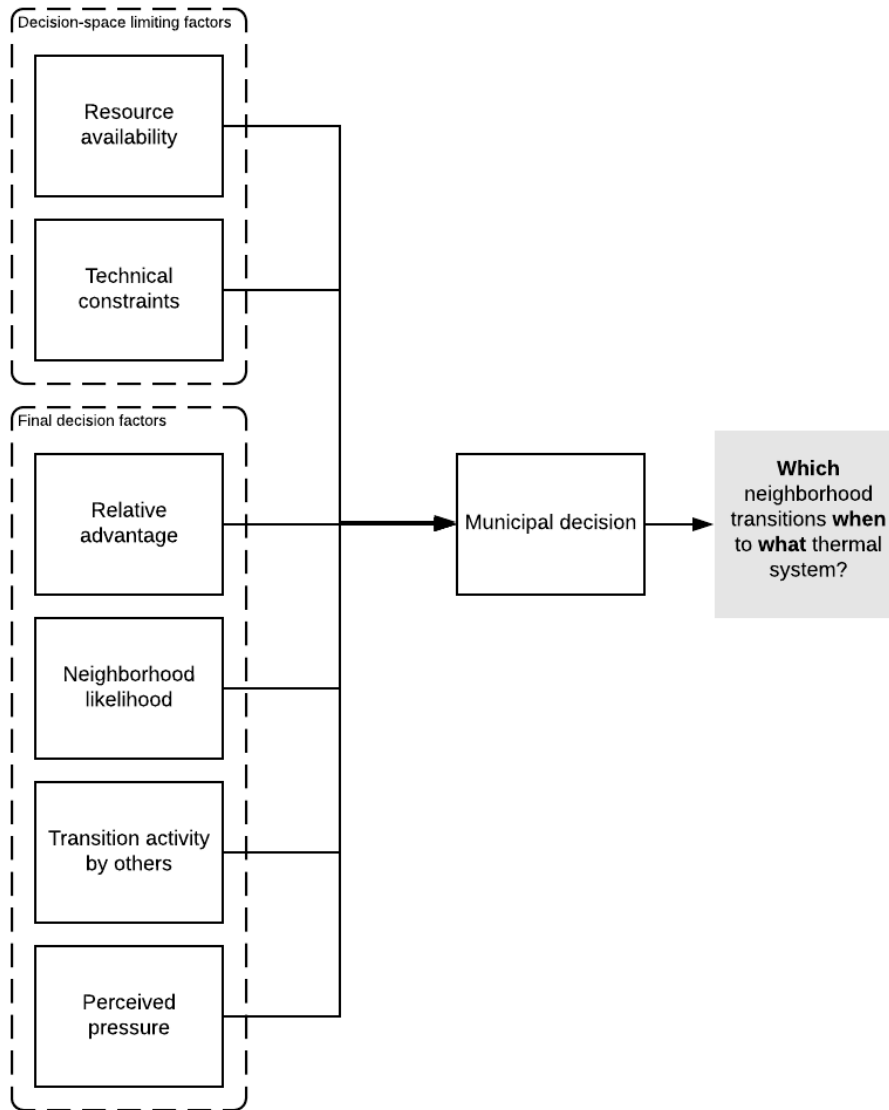 Decision-space limiting factors
Resource
availability
Technical
constraints
Final decision factors
Relative
advantage
Neighborhood
likelihood
Transition activity
by others
Perceived
pressure
Municipal decision
Which
neighborhood
transitions when
to what thermal
system?